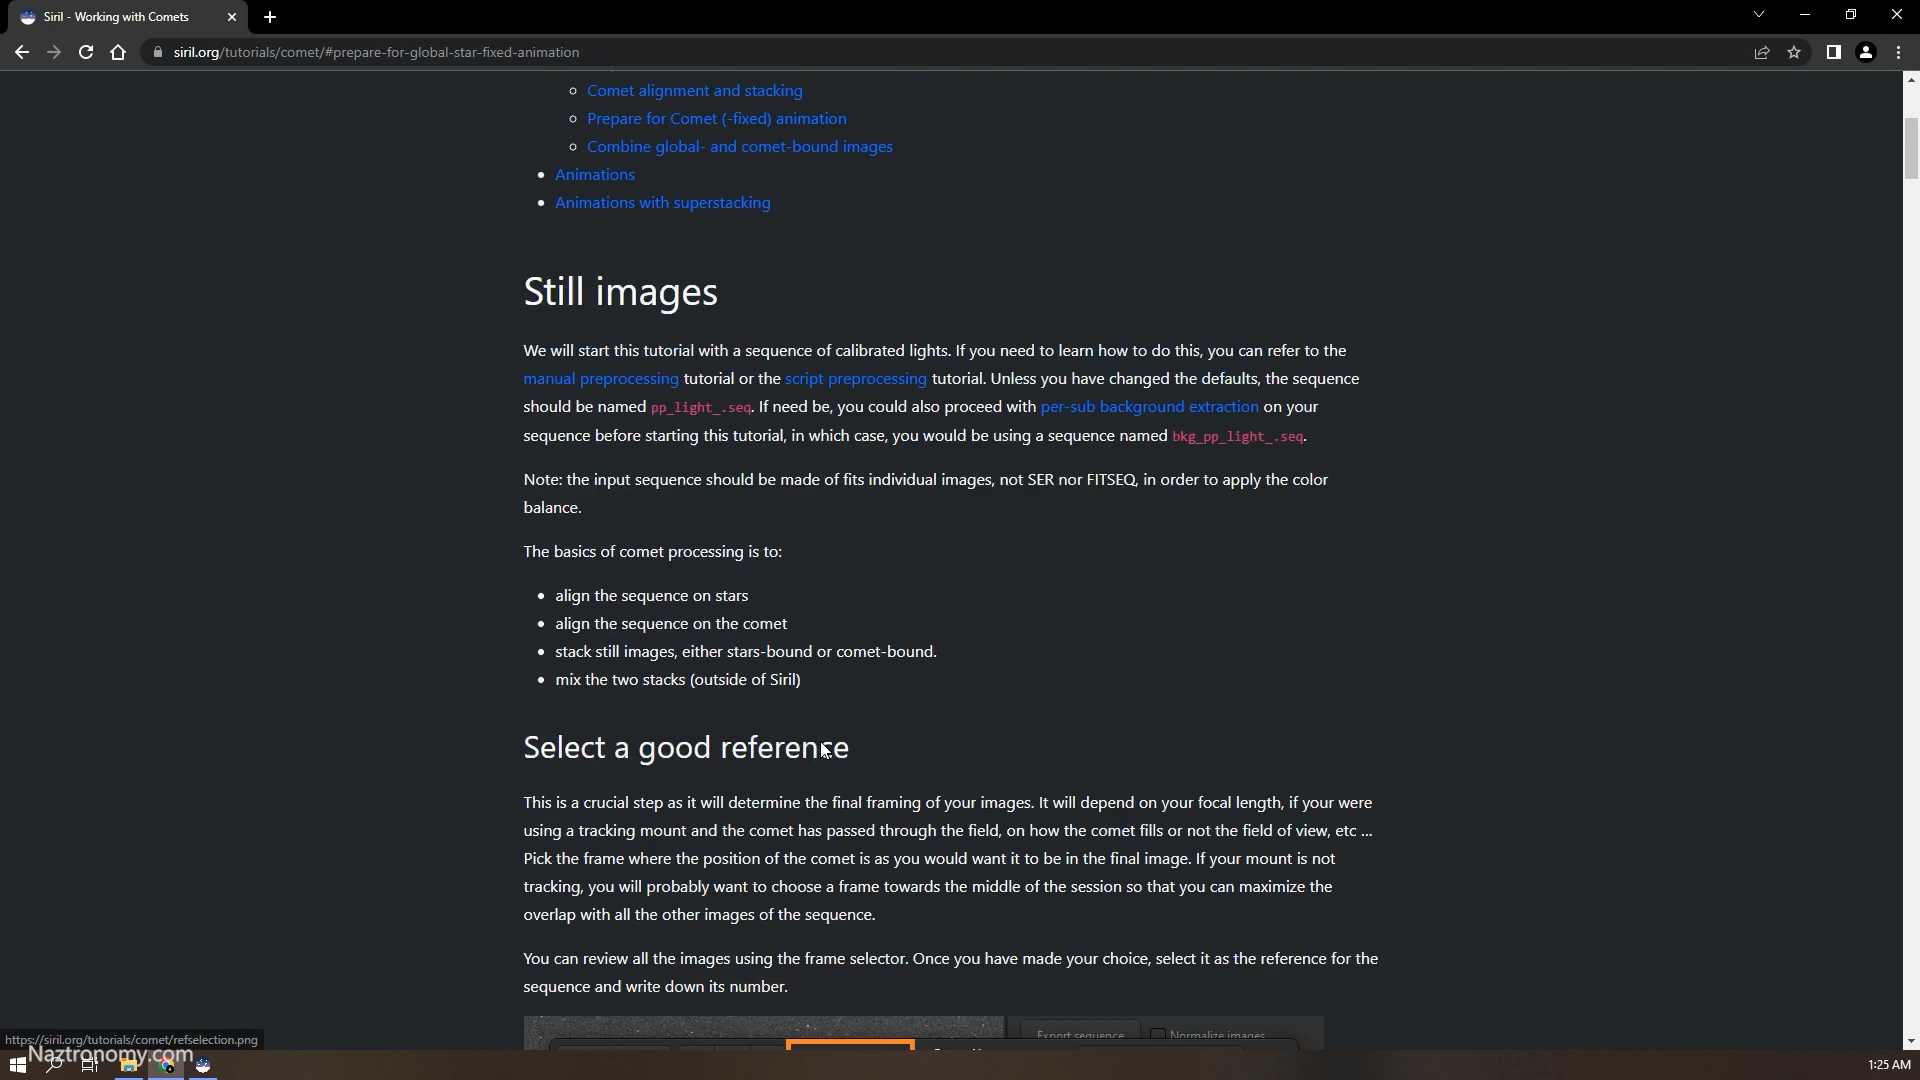 Siril - Working with Comets
siril.org/tutorials/comet/#prepare-for-global-star-fixed-animation
Comet alignment and stacking
Prepare for Comet (-fixed) animation
Combine global- and comet-bound images
Animations
Animations with superstacking
Still images
We will start this tutorial with a sequence of calibrated lights. If you need to learn how to do this, you can refer to the
manual preprocessing tutorial or the script preprocessing tutorial. Unless you have changed the defaults, the sequence
should be named pp_light_.seq. If need be, you could also proceed with per-sub background extraction on your
sequence before starting this tutorial, in which case, you would be using a sequence named bkg_pp_light_.seq.
Note: the input sequence should be made of fits individual images, not SER nor FITSEQ, in order to apply the color
balance.
The basics of comet processing is to:
align the sequence on stars
align the sequence on the comet
stack still images, either stars-bound or comet-bound.
mix the two stacks (outside of Siril)
Select a good reference
This is a crucial step as it will determine the final framing of your images. It will depend on your focal length, if your were
using a tracking mount and the comet has passed through the field, on how the comet fills or not the field of view, etc ...
Pick the frame where the position of the comet is as you would want it to be in the final image. If your mount is not
tracking, you will probably want to choose a frame towards the middle of the session so that you can maximize the
overlap with all the other images of the sequence.
You can review all the images using the frame selector. Once you have made your choice, select it as the reference for the
sequence and write down its number.
Export sequence Normalize images
https://siril.org/tutorials/comet/refselection.png
Naztronomy.com
1:25 AM